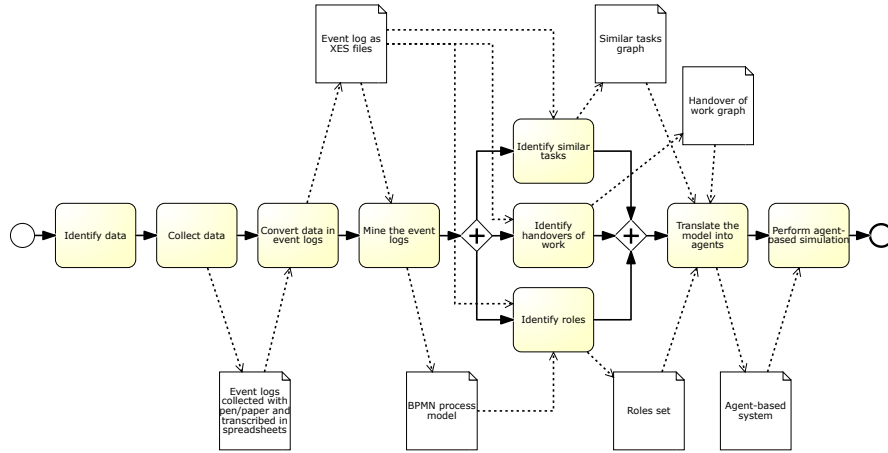 Event log as
XES files
Similar tasks
graph
Handover of
work graph
Identify similar
tasks
Identify data
Collect data
Convert data in
event logs
Mine the event
logs
Identify
handovers of
work
Translate the
model into
agents
Perform agent-
based simulation
Identify roles
Event logs
collected with
pen/paper and
transcribed in
spreadsheets
BPMN process
model
Roles set
Agent-based
system